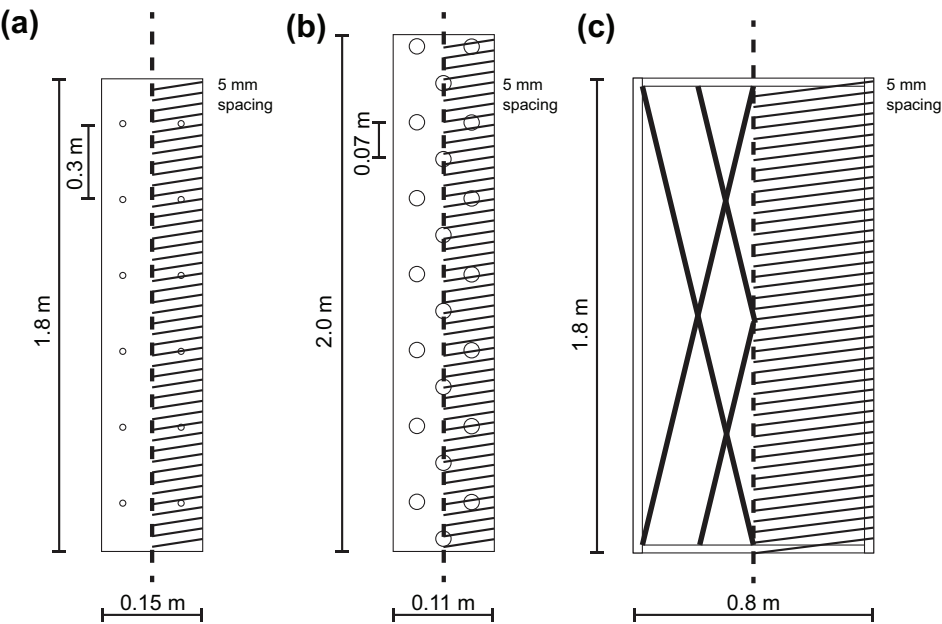 (a)
5 mm
spacing
0.3 m
1.8 m
0.15 m
(b)
5 mm
spacing
0.07 m
2.0 m
0.11 m
(c)
5 mm
spacing
1.8 m
0.8 m